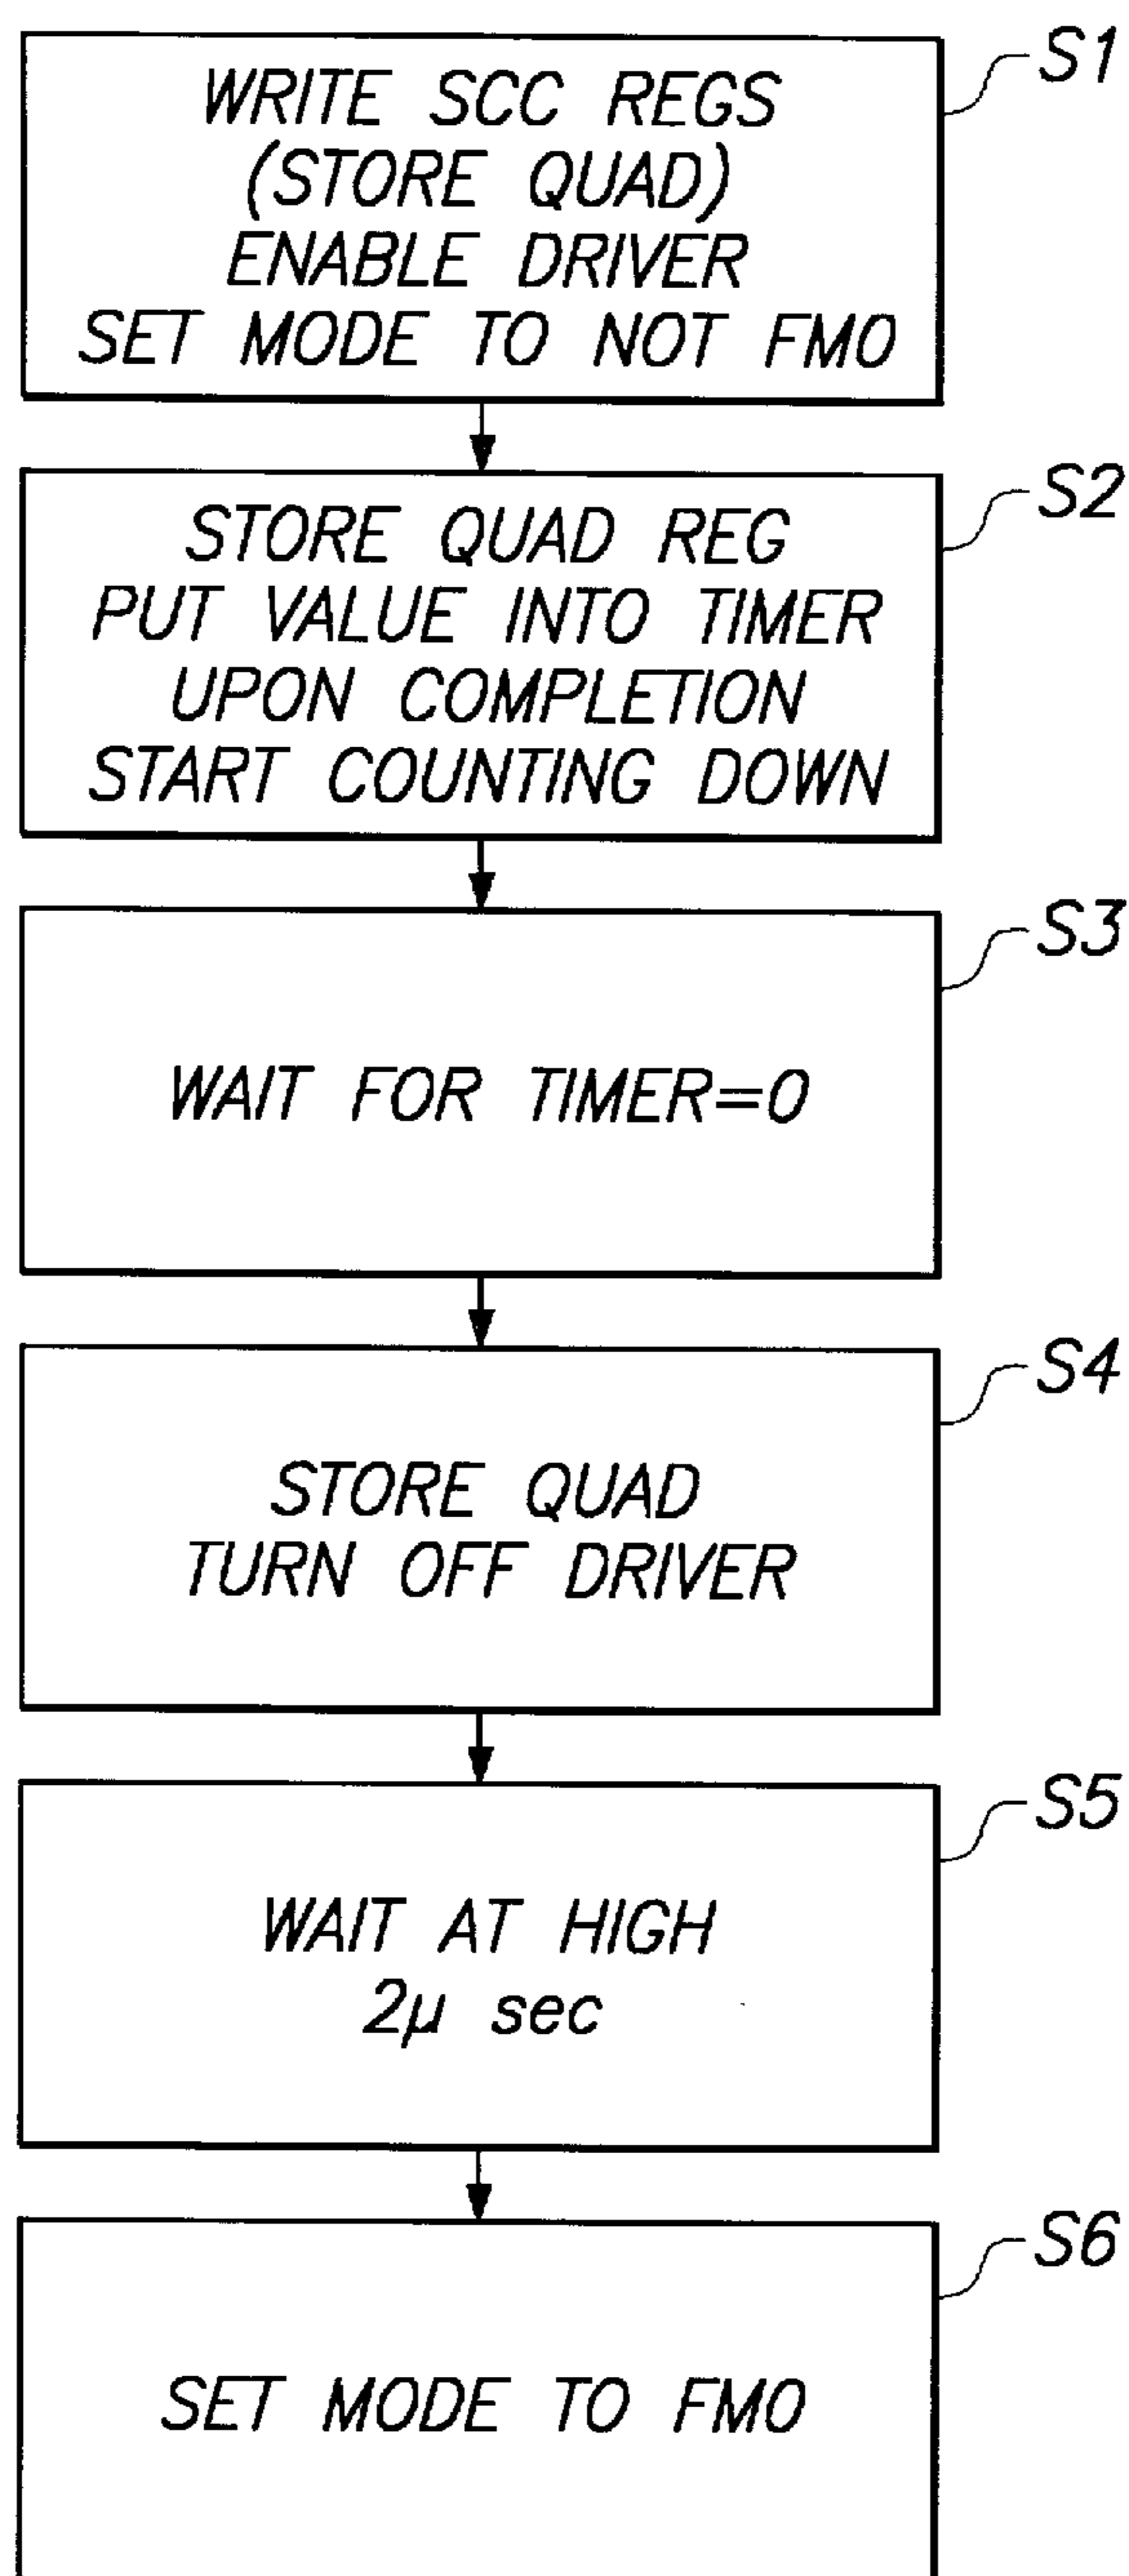 WRITE SCC REGS
(STORE QUAD)
ENABLE DRIVER
SET MODE TO NOT FM0
S1
STORE QUAD REG
PUT VALUE INTO TIMER
UPON COMPLETION
START COUNTING DOWN
S2
WAIT FOR TIMER=0
S3
STORE QUAD
TURN OFF DRIVER
S4
WAIT AT HIGH
2µ sec
S5
SET MODE TO FM0
S6